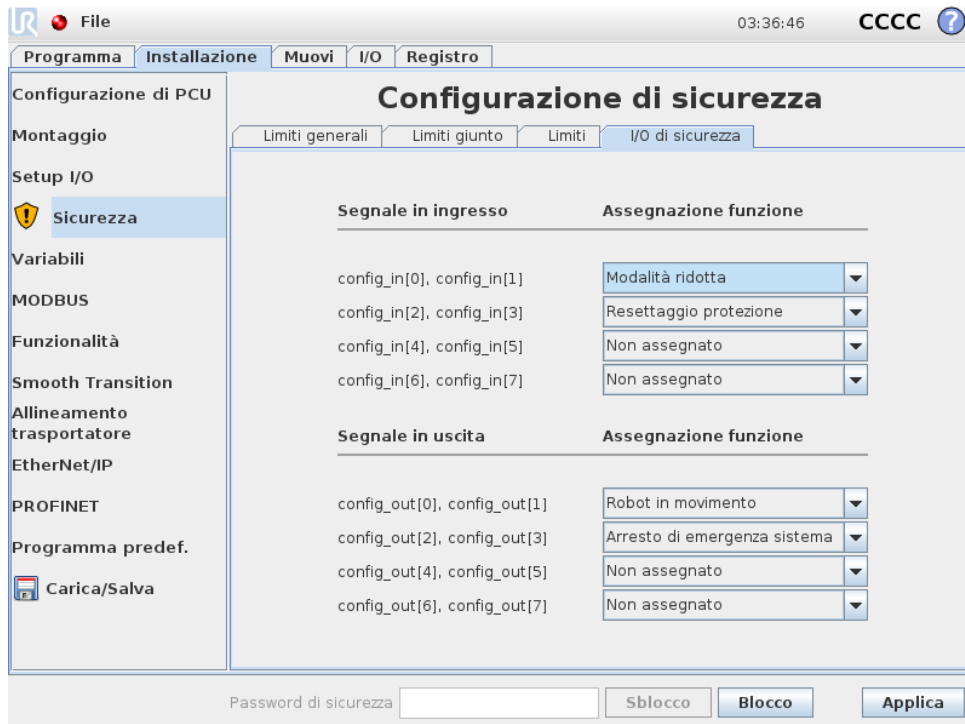 UR File 03:36:46 CCCC ?
Programma Installazione Muovi I/O Registro
Configurazione di PCU
Montaggio
Setup I/O
Sicurezza
Variabili
MODBUS
Funzionalità
Smooth Transition
Allineamento
trasportatore
EtherNet/IP
PROFINET
Programma predef.
Carica/Salva
Configurazione di sicurezza
Limiti generali Limiti giunto Limiti I/O di sicurezza
Segnale in ingresso Assegnazione funzione
config_in[0], config_in[1] Modalità ridotta
config_in[2], config_in[3] Resettaggio protezione
config_in[4], config_in[5] Non assegnato
config_in[6], config_in[7] Non assegnato
Segnale in uscita Assegnazione funzione
config_out[0], config_out[1] Robot in movimento
config_out[2], config_out[3] Arresto di emergenza sistema
config_out[4], config_out[5] Non assegnato
config_out[6], config_out[7] Non assegnato
Password di sicurezza Sblocco Blocco Applica